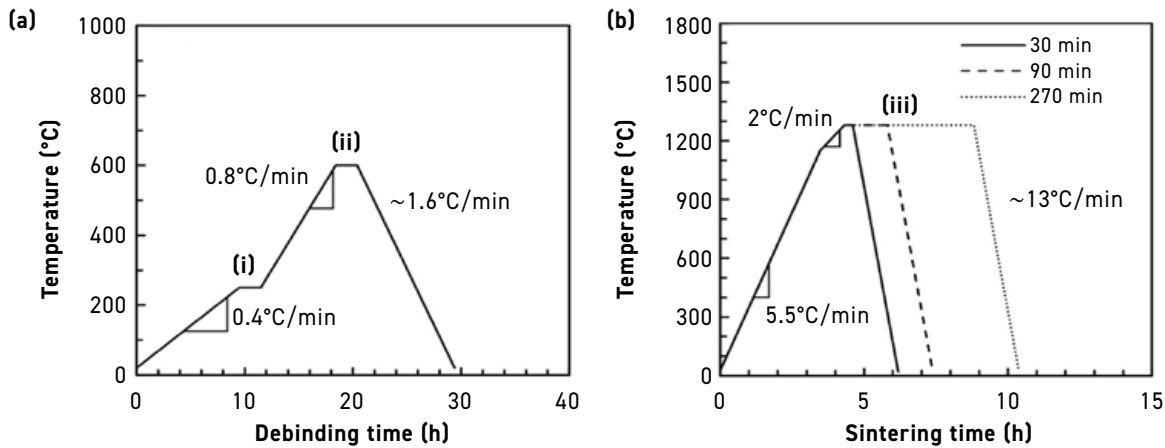 (a)
1000
800
600
400
200
0
Temperature (°C)
(i)
(ii)
0.8°C/min
~1.6°C/min
0.4°C/min
0
10
20
30
40
Debinding time (h)
(b)
1800
1500
1200
900
600
300
0
Temperature (°C)
30 min
90 min
270 min
2°C/min
(iii)
~13°C/min
5.5°C/min
0
5
10
15
Sintering time (h)